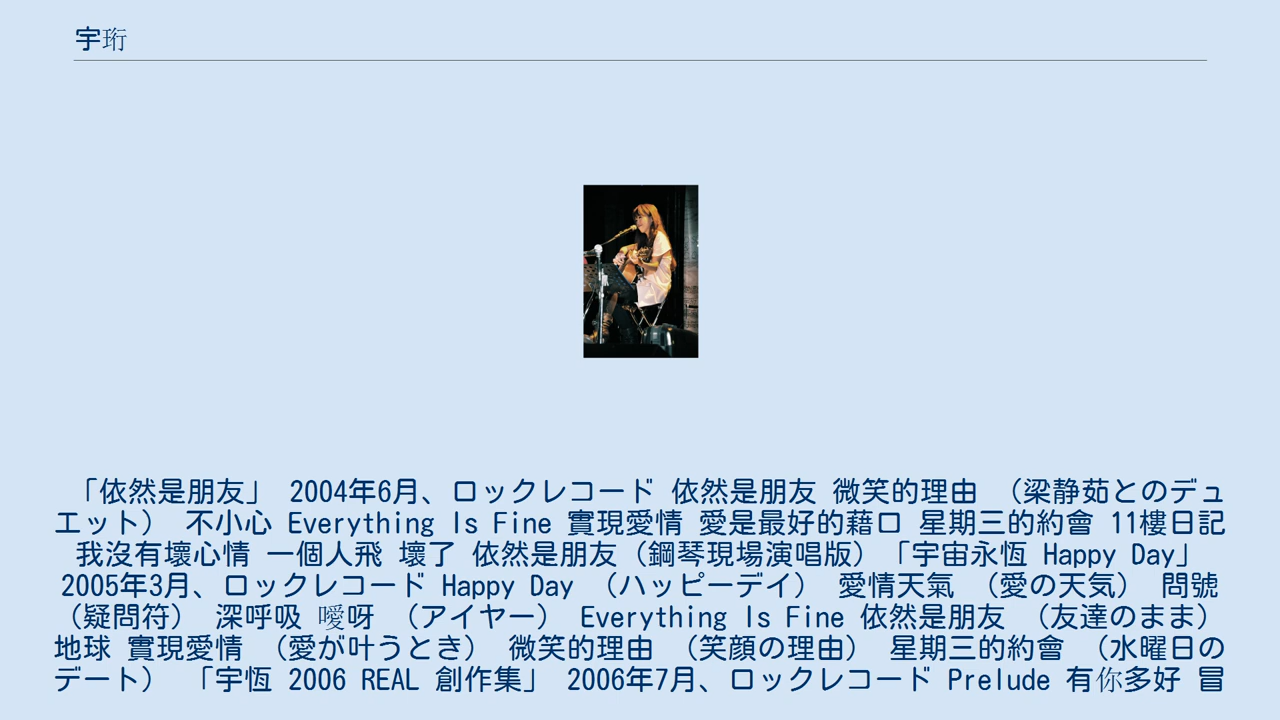 宇珩
「依然是朋友」 2004年6月、ロックレコード 依然是朋友 微笑的理由 （梁静茹とのデュ
エット） 不小心 Everything Is Fine 實現愛情 愛是最好的藉口 星期三的約會 11樓日記
我沒有壞心情 一個人飛 壞了 依然是朋友（鋼琴現場演唱版） 「宇宙永恆 Happy Day」
2005年3月、ロックレコード Happy Day （ハッピーデイ） 愛情天氣 （愛の天気） 問號
（疑問符） 深呼吸 噯呀 （アイヤー） Everything Is Fine 依然是朋友 （友達のまま）
地球 實現愛情 （愛が叶うとき） 微笑的理由 （笑顔の理由） 星期三的約會 （水曜日の
デート） 「宇恆 2006 REAL 創作集」 2006年7月、ロックレコード Prelude 有你多好 冒